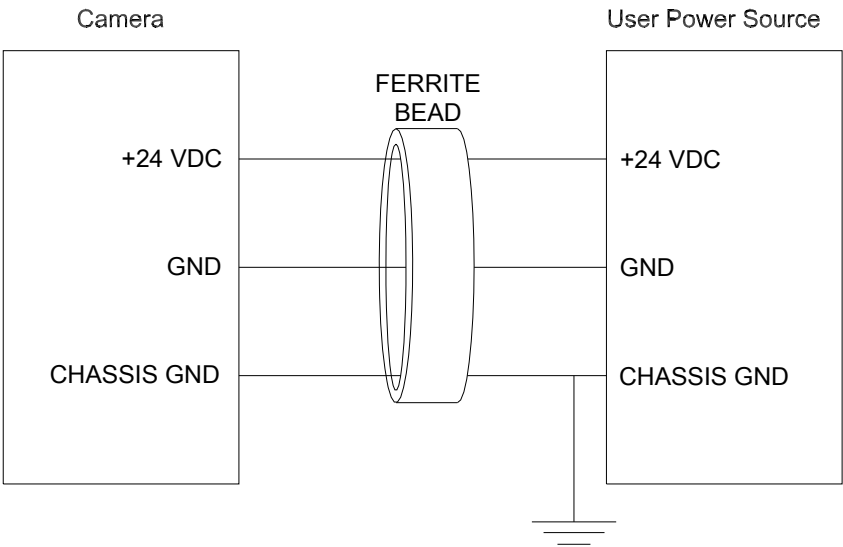 Camera
User Power Source
FERRITE
BEAD
+24 VDC
+24 VDC
GND
GND
CHASSIS GND
CHASSIS GND